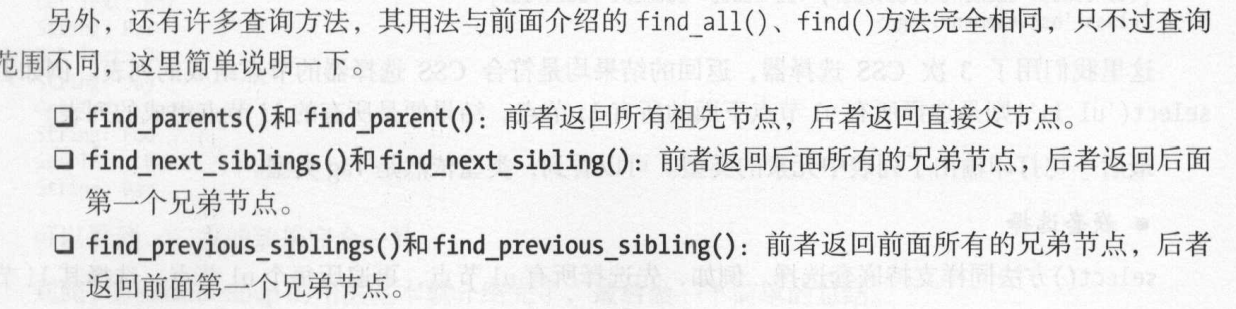 另外，还有许多查询方法，其用法与前面介绍的 find_all()、find()方法完全相同，只不过查询
范围不同，这里简单说明一下。
❑ find_parents()和 find_parent()：前者返回所有祖先节点，后者返回直接父节点。
❑ find_next_siblings()和 find_next_sibling()：前者返回后面所有的兄弟节点，后者返回后面
第一个兄弟节点。
❑ find_previous_siblings()和 find_previous_sibling()：前者返回前面所有的兄弟节点，后者
返回前面第一个兄弟节点。